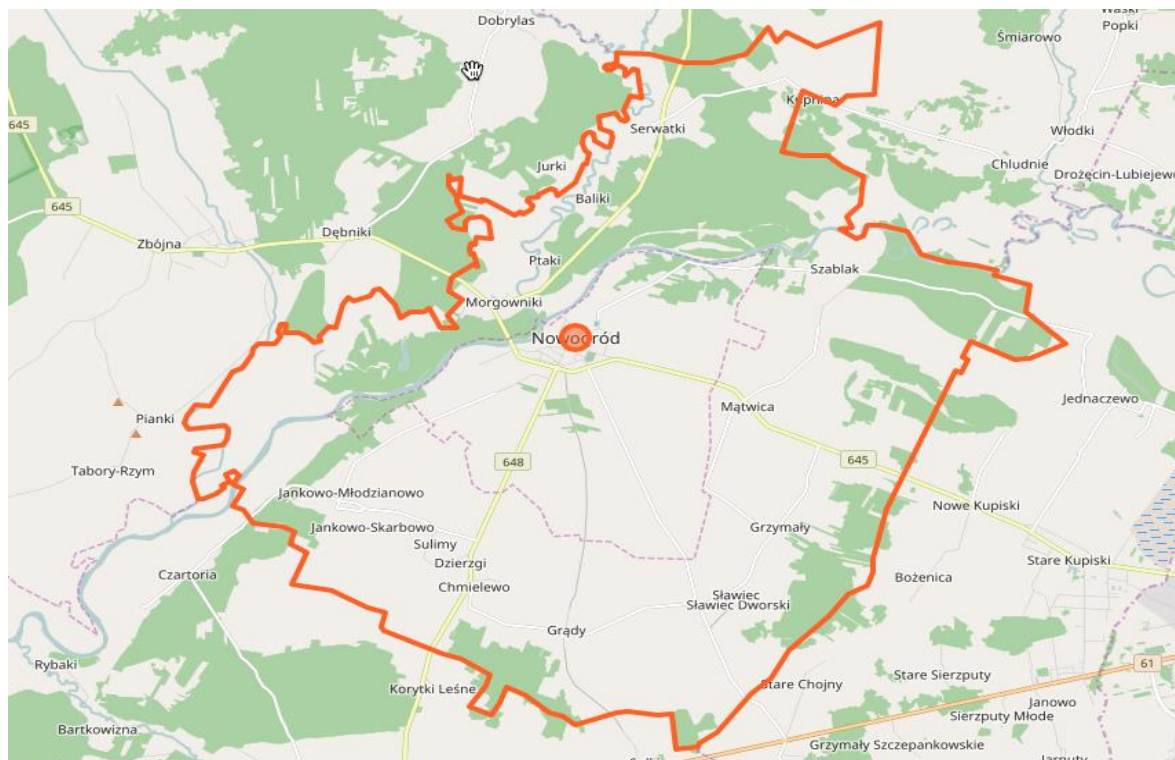 Dobrylas
Wąski
Popki
Śmiarowo
645
Kupnina
Serwatki
Włodki
Jurki
Chludnie
Drożęcin-Lubiejewo
Baliki
645
Dębniki
Zbójna
Ptaki
Szablak
Morgowniki
Nowogród
Jednaczewo
Mątwica
Pianki
645
648
Tabory-Rzym
Jankowo-Młodzianowo
Nowe Kupiski
Jankowo-Skarbowo
Grzymały
Sulimy
Dzierzgi
Stare Kupiski
Czartoria
Bożenica
Chmielewo
Sławiec
Sławiec Dworski
Grądy
Rybaki
61
Stare Sierzputy
Korytki Leśne
Stare Chojny
Janowo
Sierzputy Młode
Bartkowizna
Grzymały Szczepankowskie